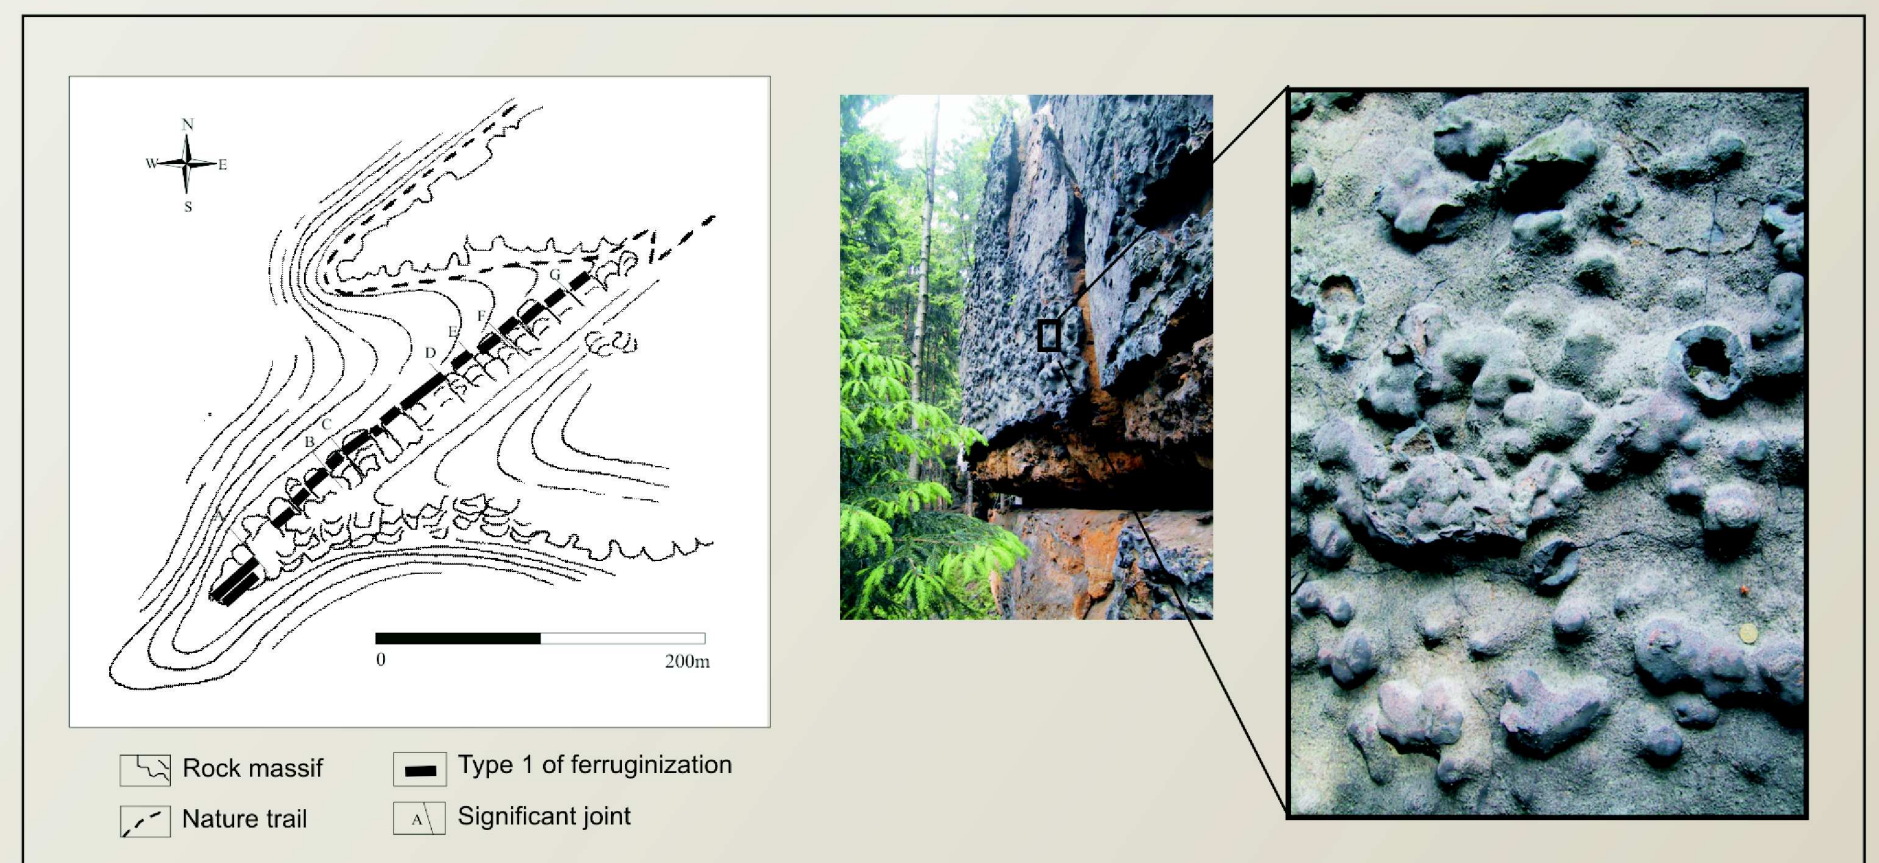 N
W E
S
G
F
E
D
C
B
A
0 200m
Rock massif
Type 1 of ferruginization
Nature trail
A
Significant joint